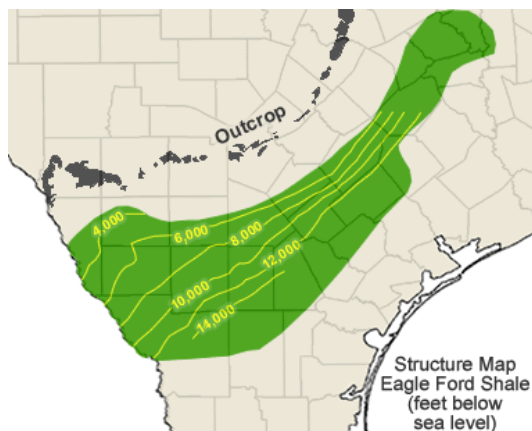 Outcrop
4,000
6,000
8,000
10,000
12,000
14,000
Structure Map
Eagle Ford Shale
(feet below
sea level)